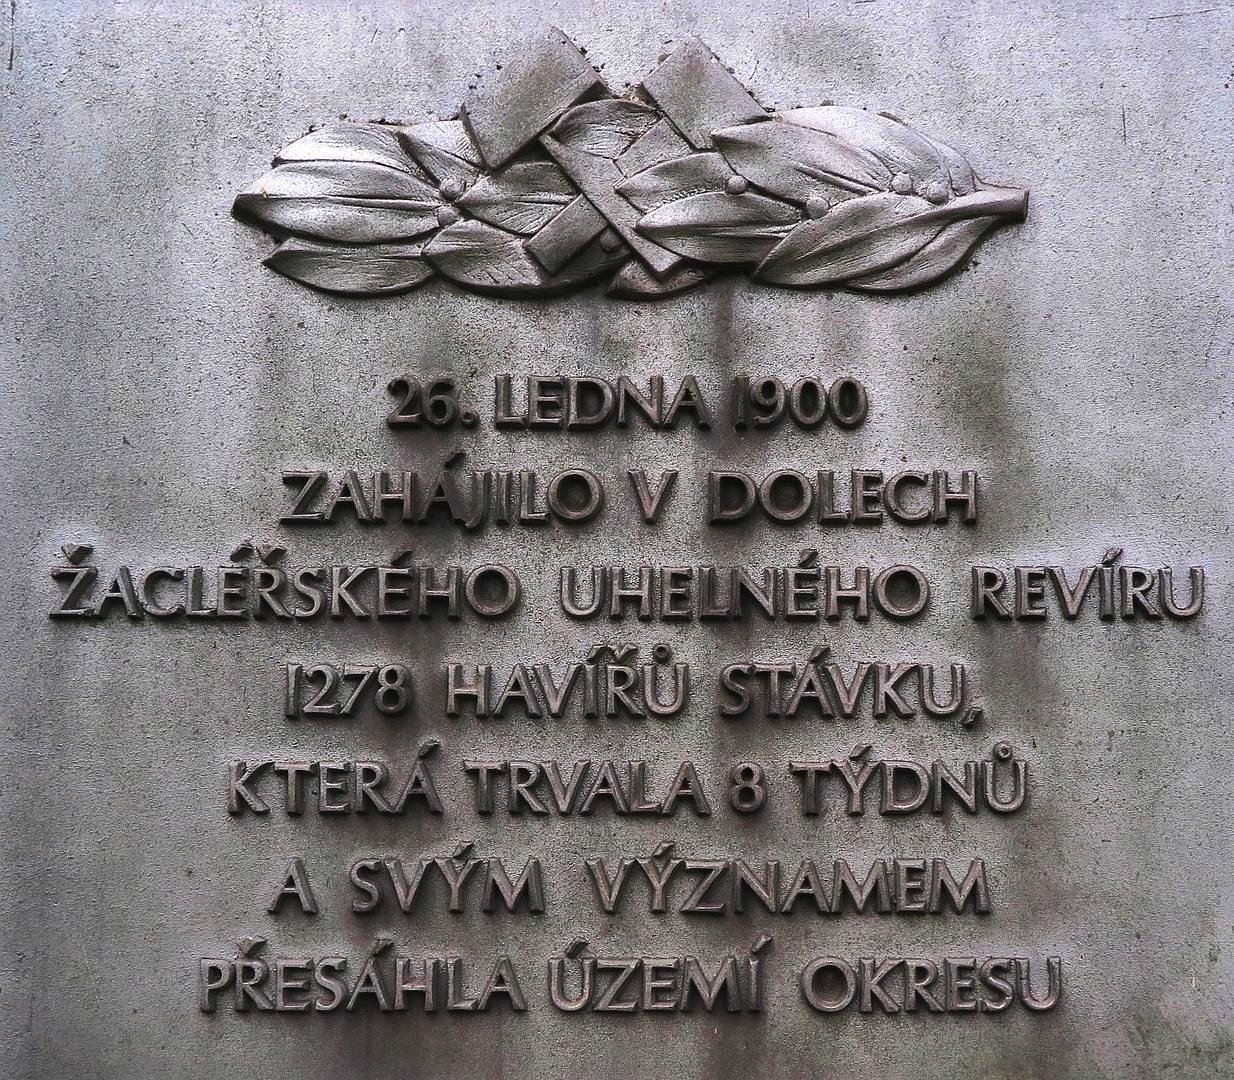 26. LEDNA 1900
ZAHÁJILO V DOLECH
ŽACLÉŘSKÉHO UHELNÉHO REVÍRU
1278 HAVÍŘŮ STÁVKU,
KTERÁ TRVALA 8 TÝDNŮ
A SVÝM VÝZNAMEM
PŘESÁHLA ÚZEMÍ OKRESU